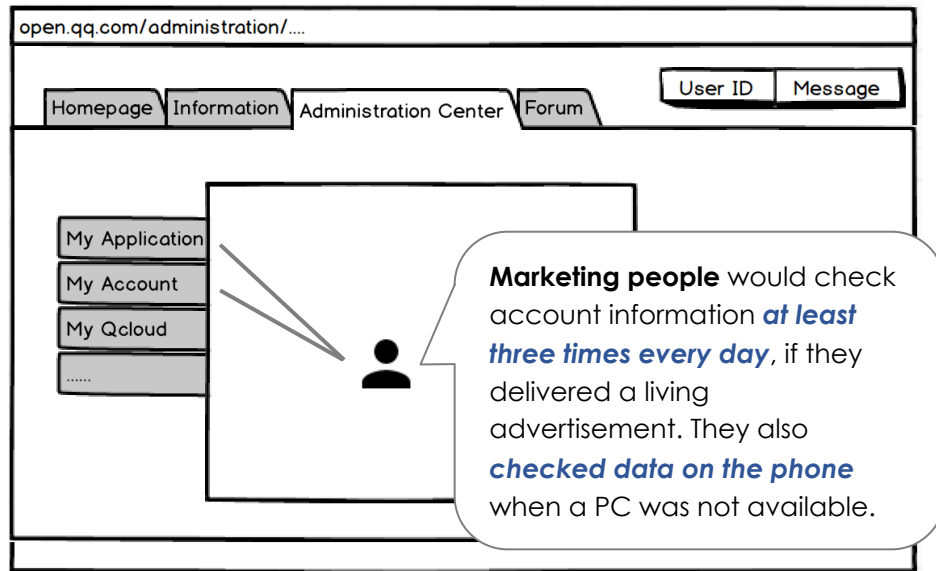 open.qq.com/administration/....
User ID Message
Homepage Information Administration Center Forum
My Application
My Account
My Qcloud
......
Marketing people would check
account information at least
three times every day, if they
delivered a living
advertisement. They also
checked data on the phone
when a PC was not available.